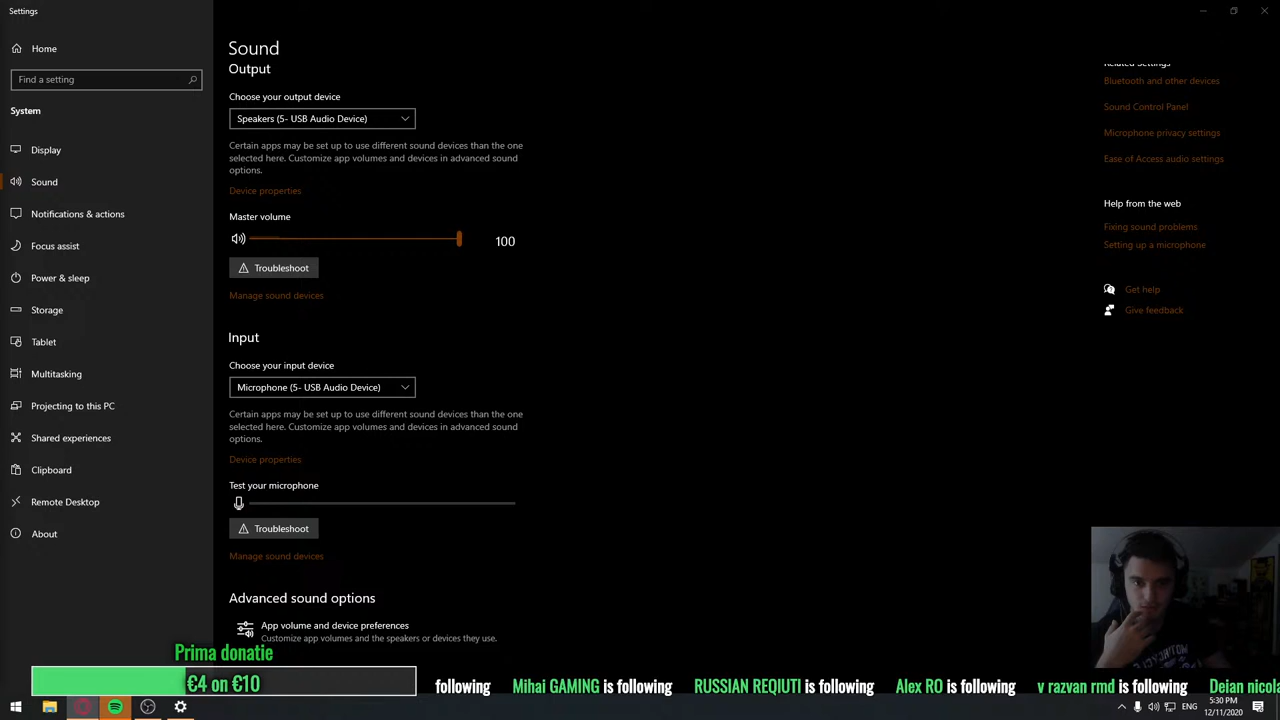 Settings
Home
Find a setting
System
Display
Sound
Notifications & actions
Focus assist
Power & sleep
Storage
Tablet
Multitasking
Projecting to this PC
Shared experiences
Clipboard
Remote Desktop
About
Sound
Output
Choose your output device
Speakers (5- USB Audio Device)
Certain apps may be set up to use different sound devices than the one
selected here. Customize app volumes and devices in advanced sound
options.
Device properties
Master volume
100
Troubleshoot
Manage sound devices
Input
Choose your input device
Microphone (5- USB Audio Device)
Certain apps may be set up to use different sound devices than the one
selected here. Customize app volumes and devices in advanced sound
options.
Device properties
Test your microphone
Troubleshoot
Manage sound devices
Advanced sound options
App volume and device preferences
Customize app volumes and the speakers or devices they use.
Related Settings
Bluetooth and other devices
Sound Control Panel
Microphone privacy settings
Ease of Access audio settings
Help from the web
Fixing sound problems
Setting up a microphone
Get help
Give feedback
Prima donatie
€4 on €10
following Mihai GAMING is following RUSSIAN REQIUTI is following Alex RO is following v razvan rmd is following Deian nicola
ENG
5:30 PM
12/11/2020